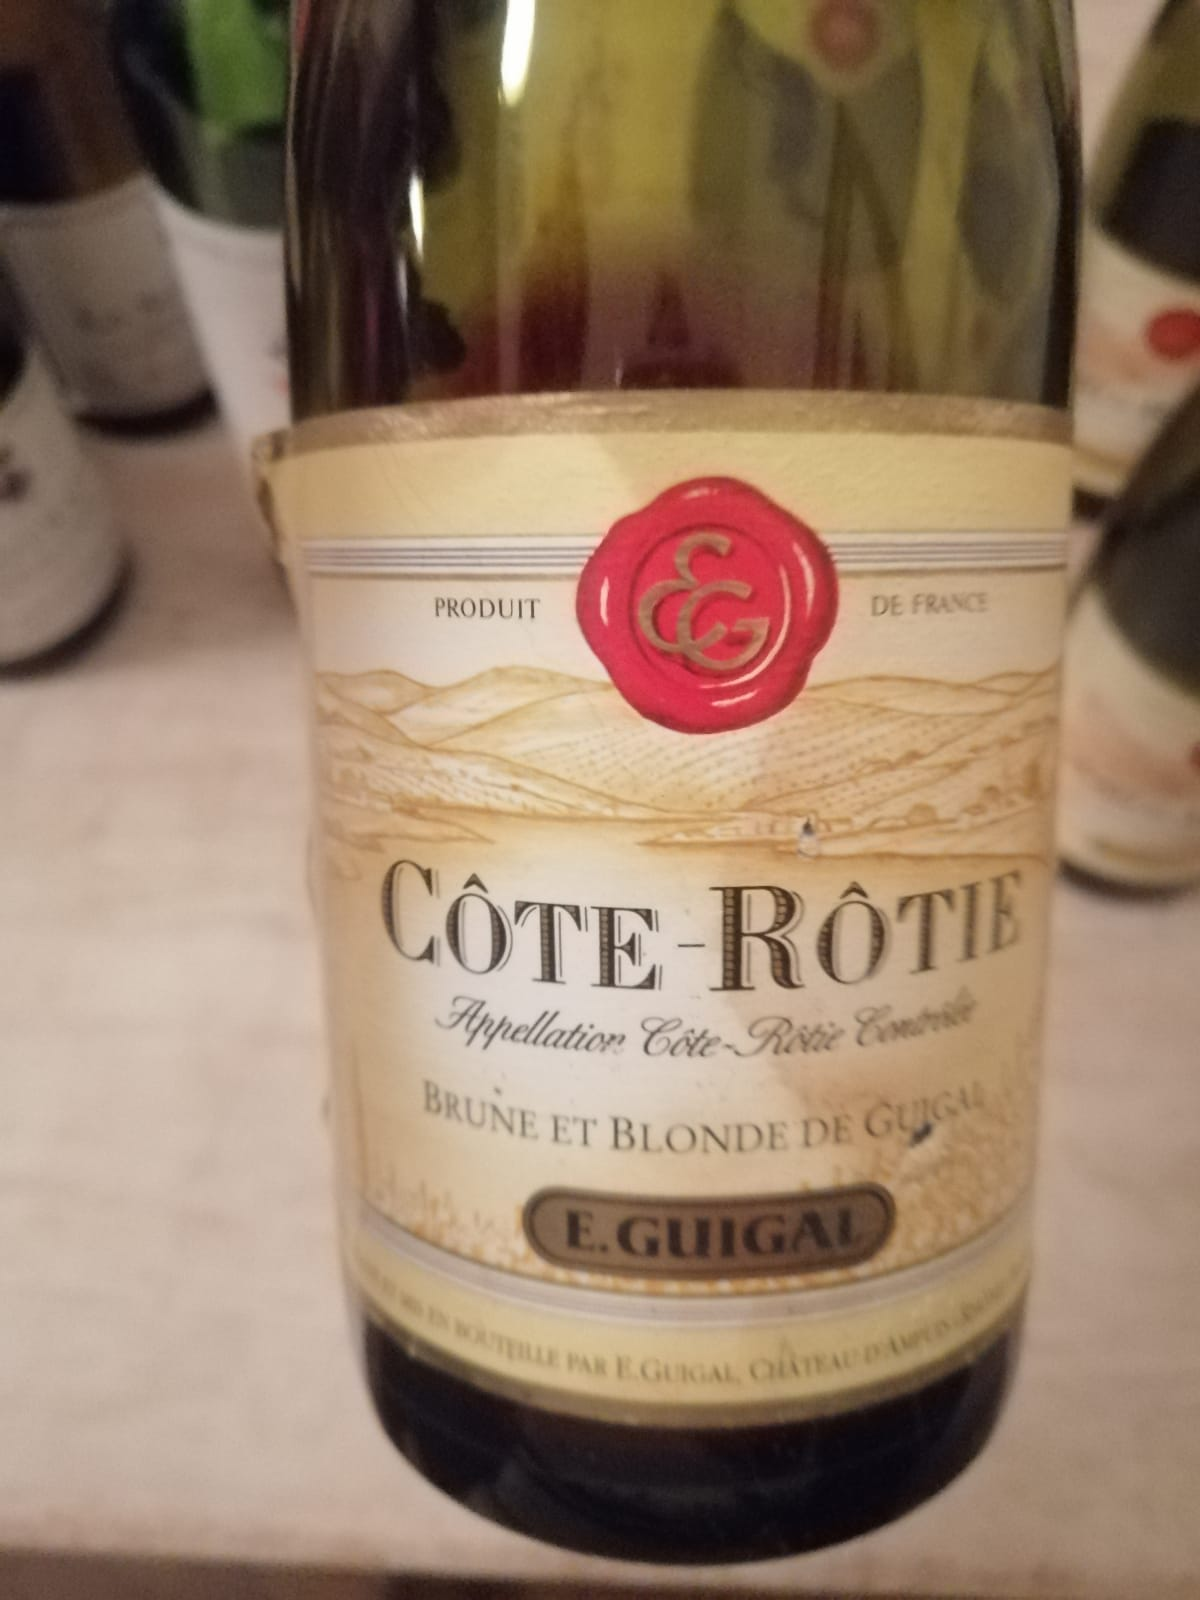 EG
PRODUIT DE FRANCE
CÔTE-RÔTIE
Appellation Côte-Rôtie Contrôlée
BRUNE ET BLONDE DE GUIGAL
E.GUIGAL
MIS EN BOUTEILLE PAR E.GUIGAL, CHÂTEAU D'AMPUIS